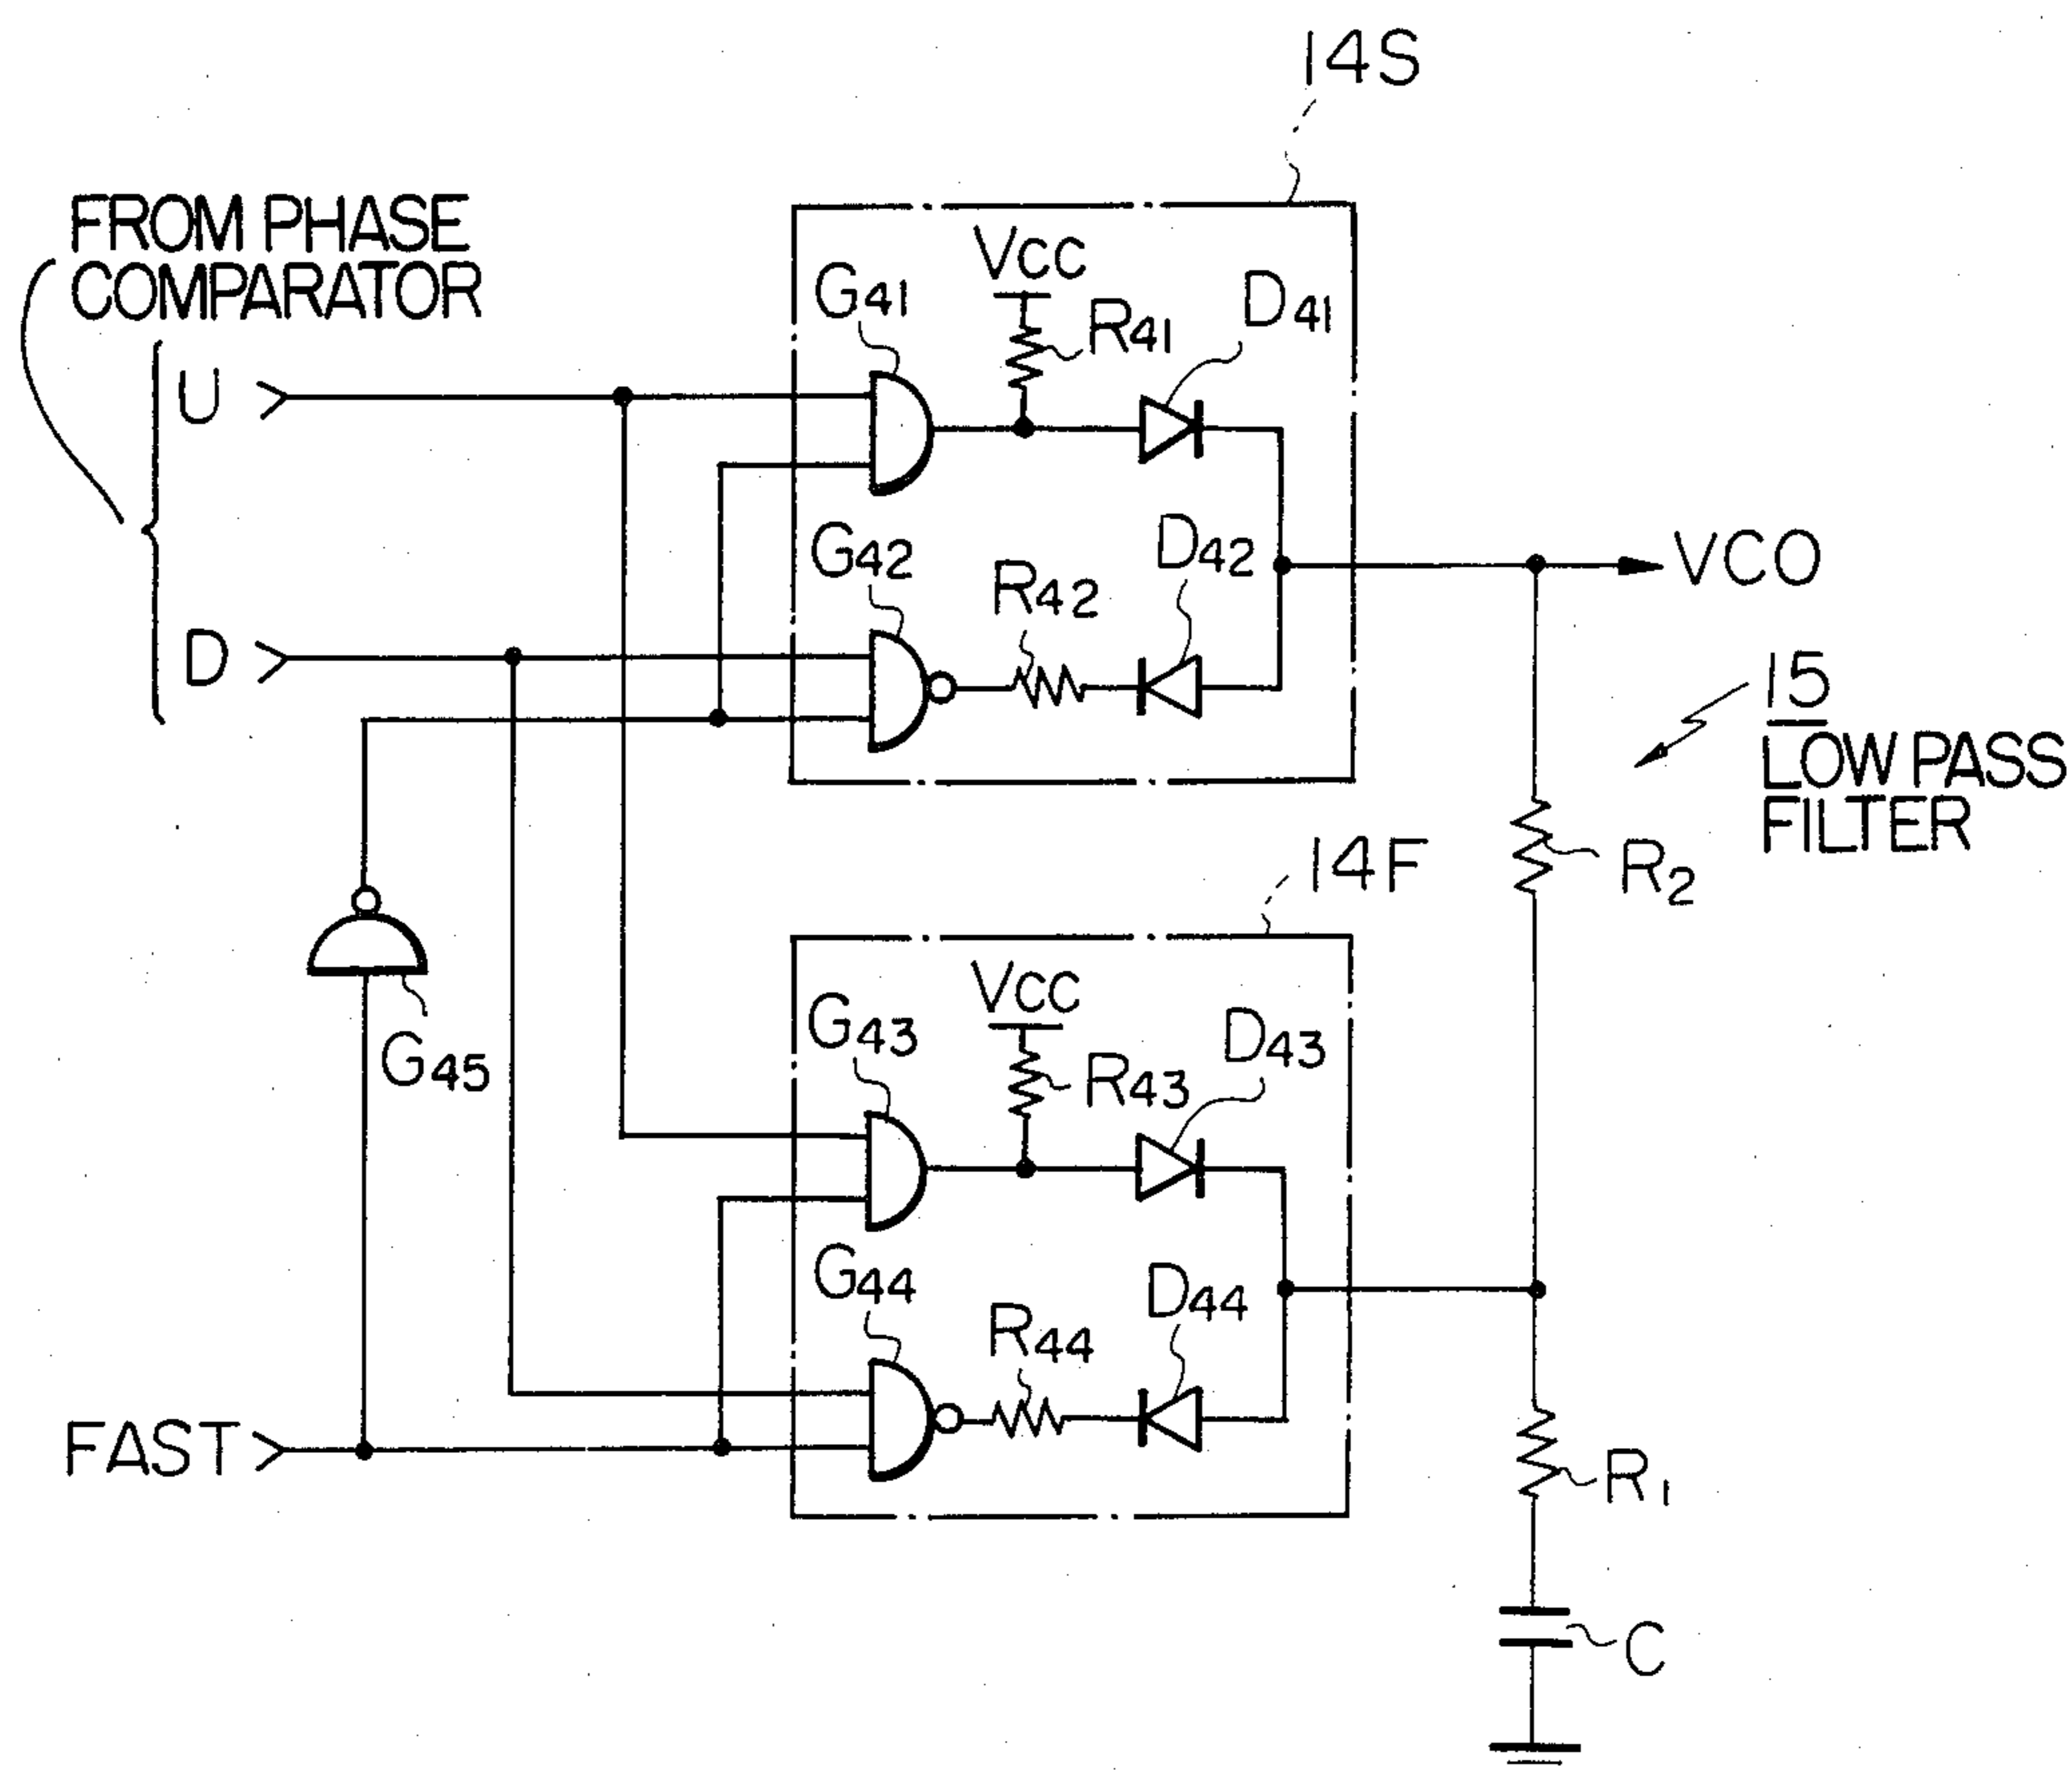 14S
FROM PHASE
COMPARATOR
VCC
G41
R41
D41
U
G42
R42
D42
VCO
D
15
LOW PASS
FILTER
R2
14F
VCC
G43
R43
D43
G45
G44
R44
D44
FAST
R1
C